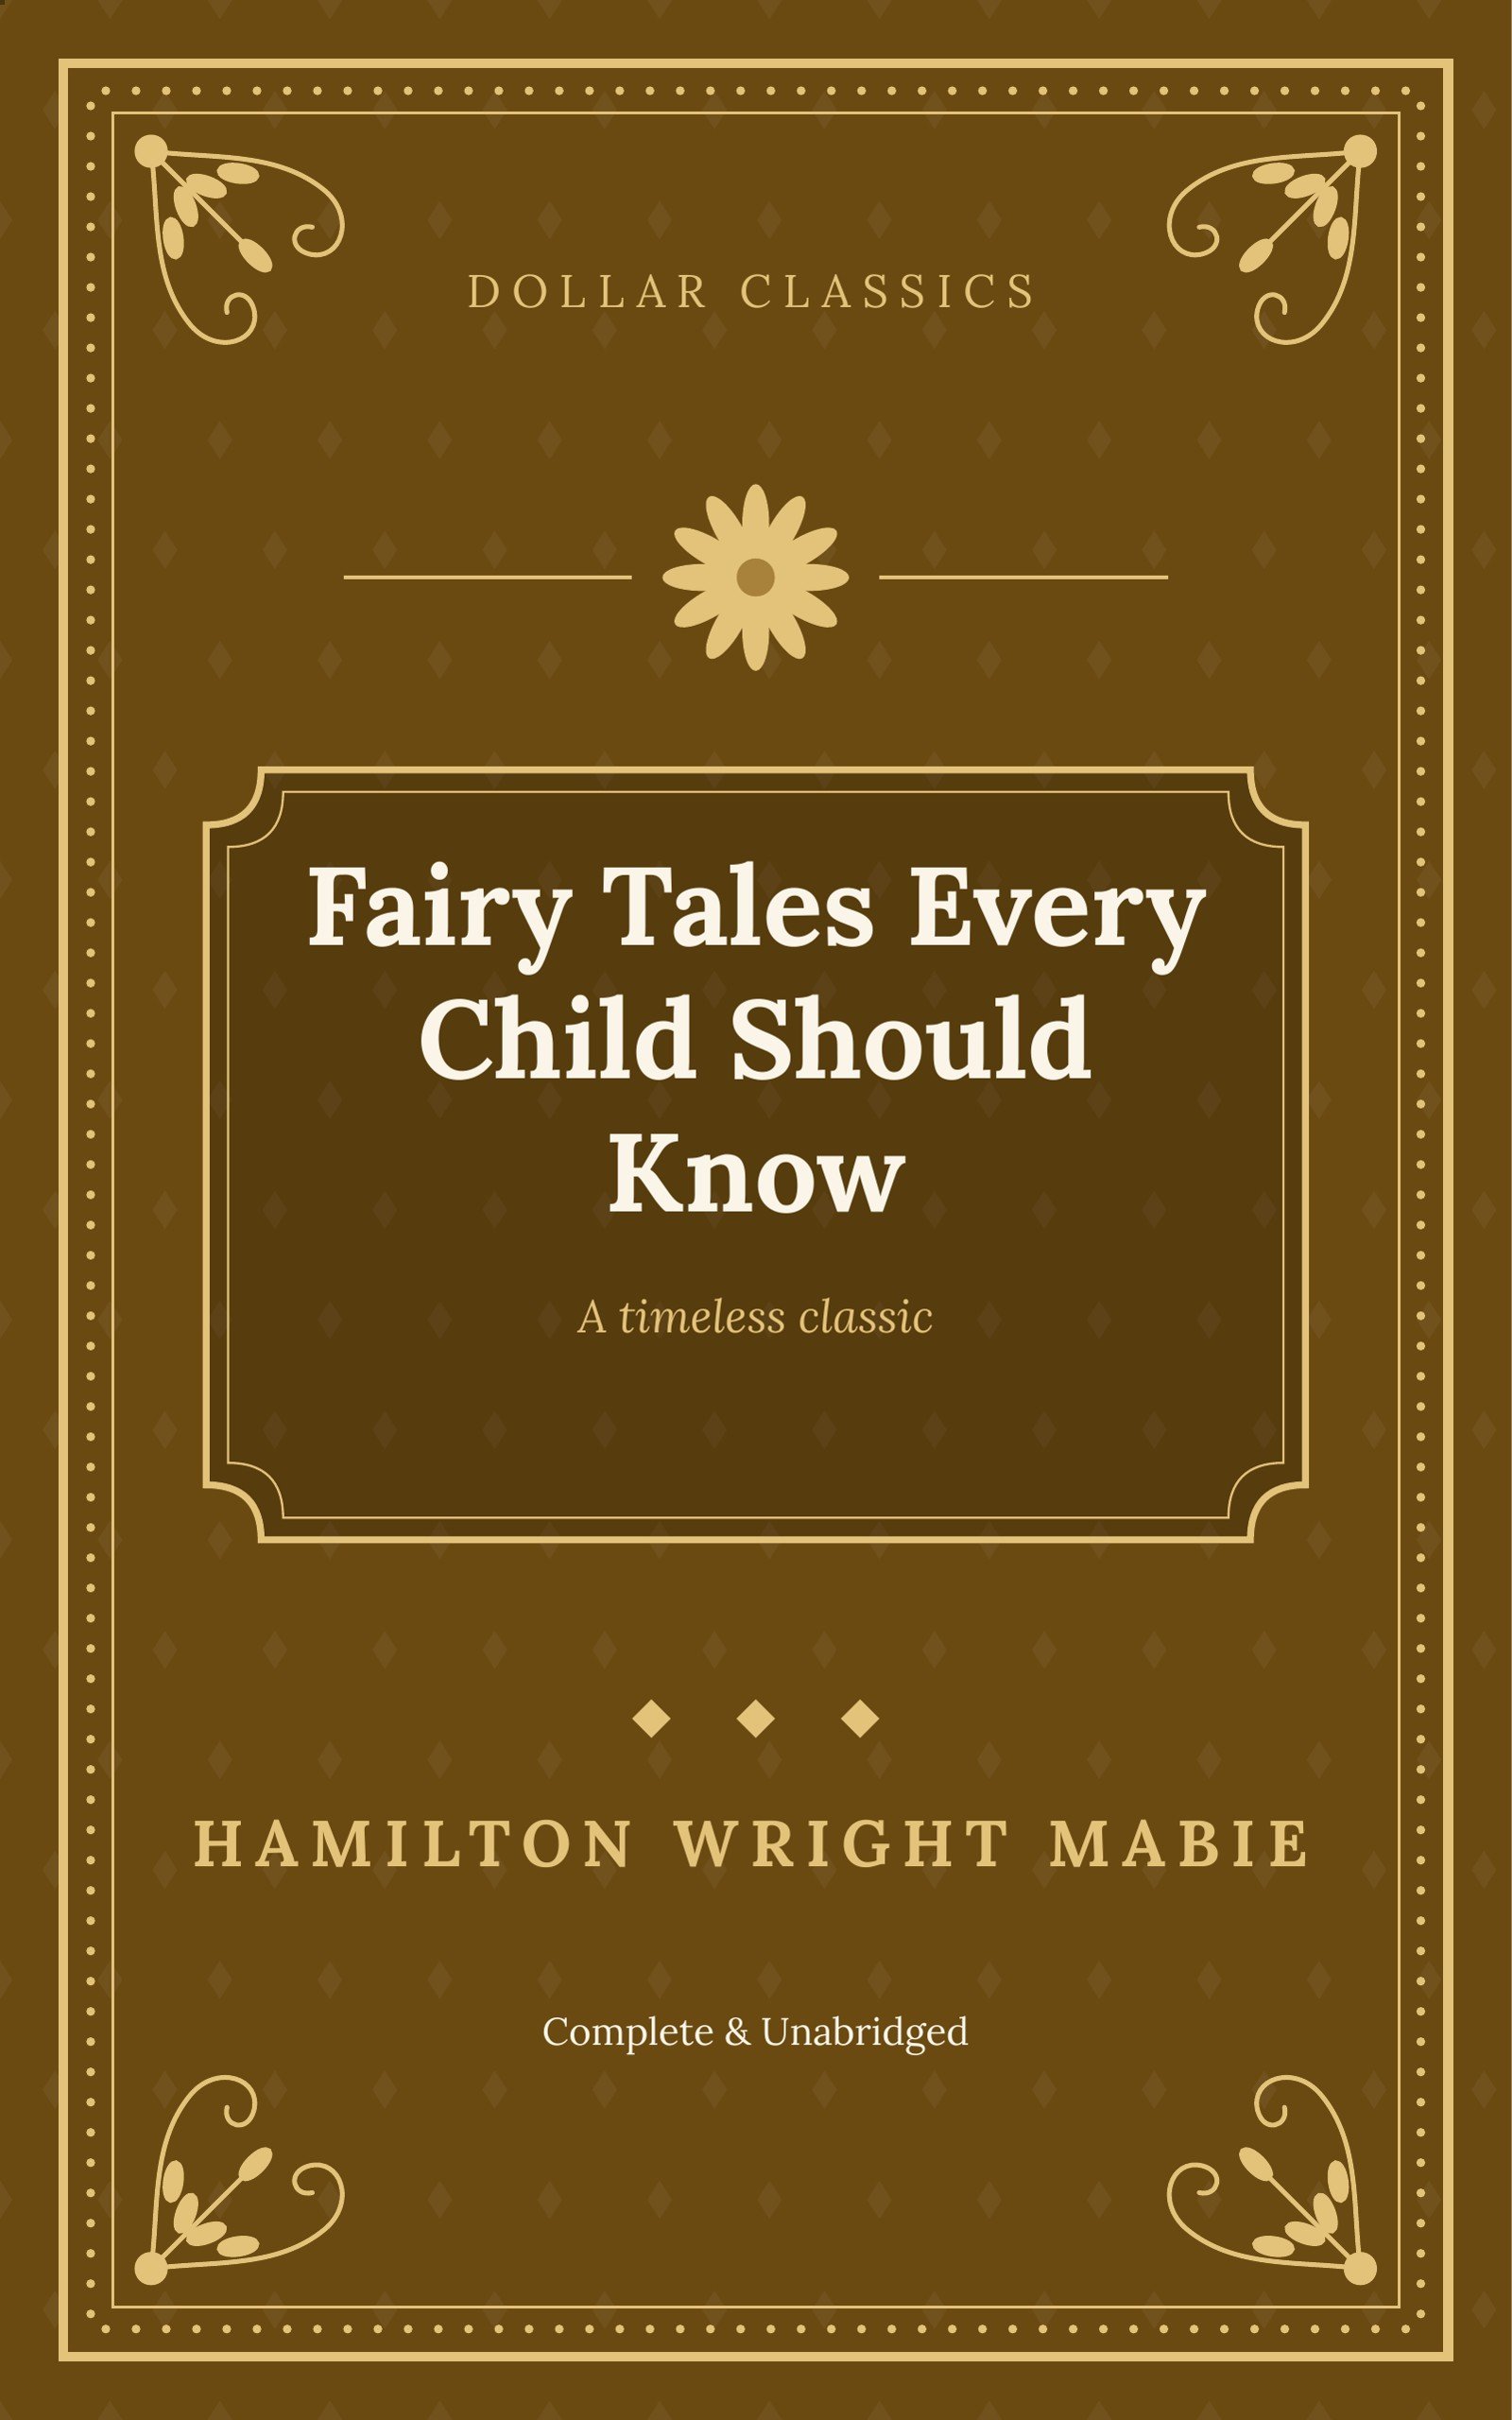 DOLLAR CLASSICS
Fairy Tales Every
Child Should
Know
A timeless classic
HAMILTON WRIGHT MABIE
Complete & Unabridged